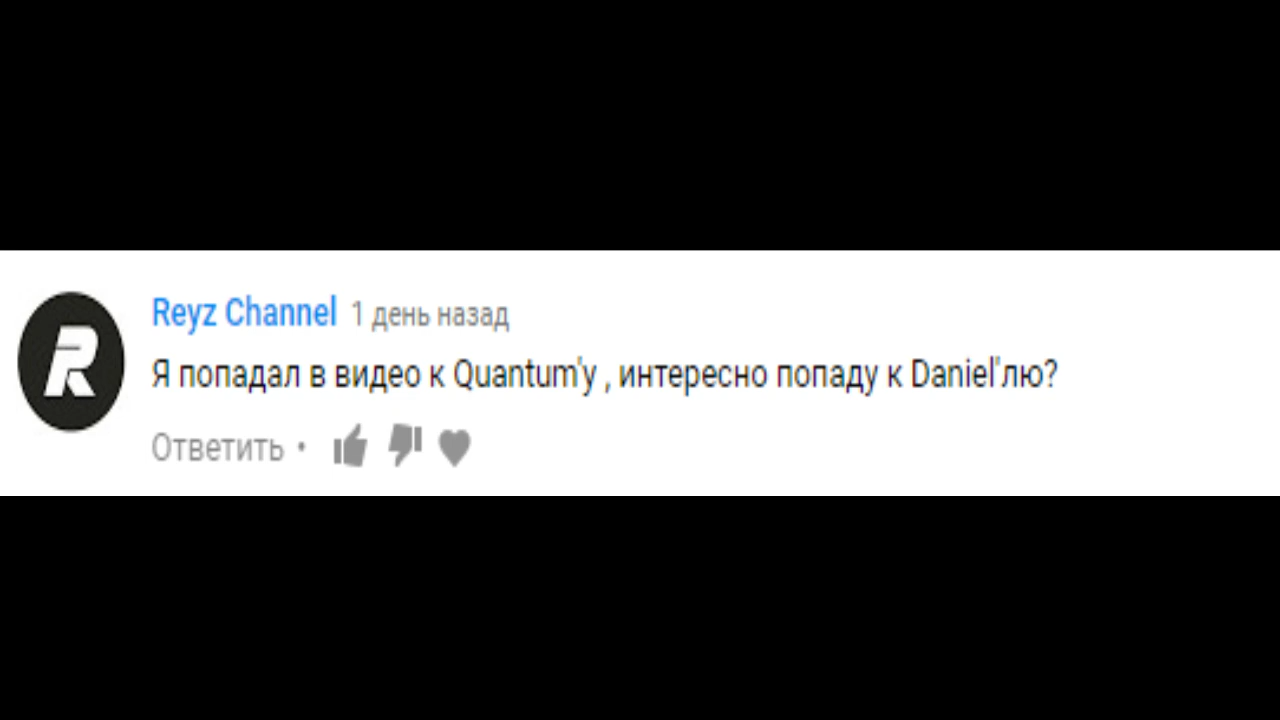 Reyz Channel 1 день назад
Я попадал в видео к Quantum'у , интересно попаду к Daniel'лю?
Ответить •